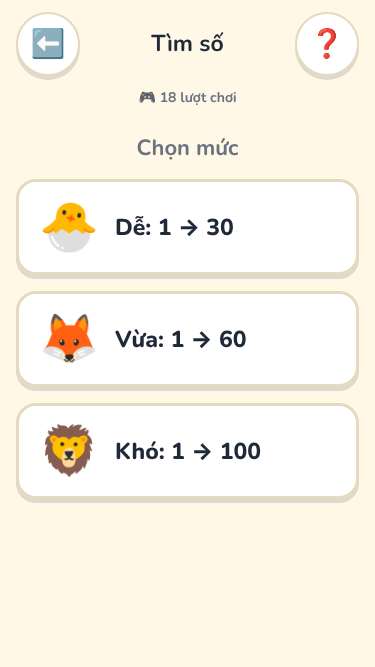 Tìm số
18 lượt chơi
Chọn mức
Dễ: 1 → 30
Vừa: 1 → 60
Khó: 1 → 100